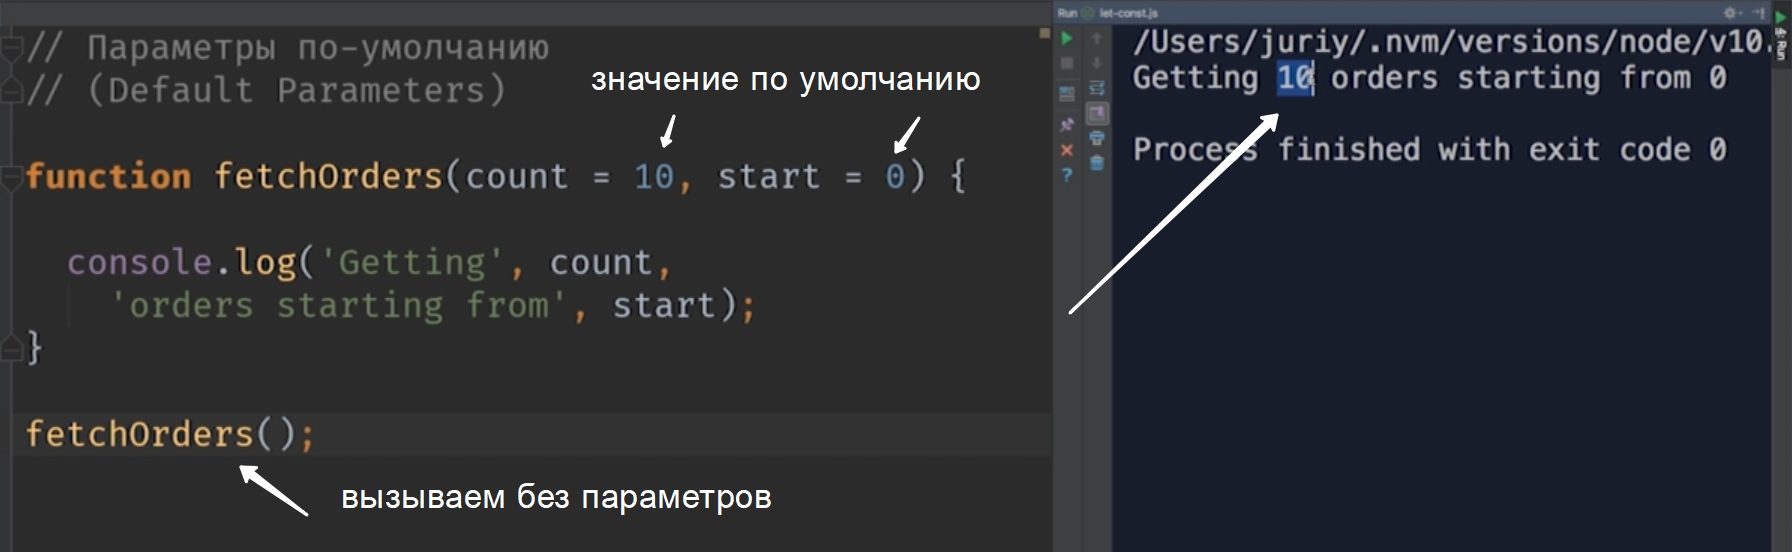 // Параметры по-умолчанию
// (Default Parameters)
значение по умолчанию
function fetchOrders(count = 10, start = 0) {
console.log('Getting', count,
'orders starting from', start);
}
fetchOrders();
вызываем без параметров
Run let-const.js
/Users/juriy/.nvm/versions/node/v10.
Getting 10 orders starting from 0
Process finished with exit code 0
4: Run